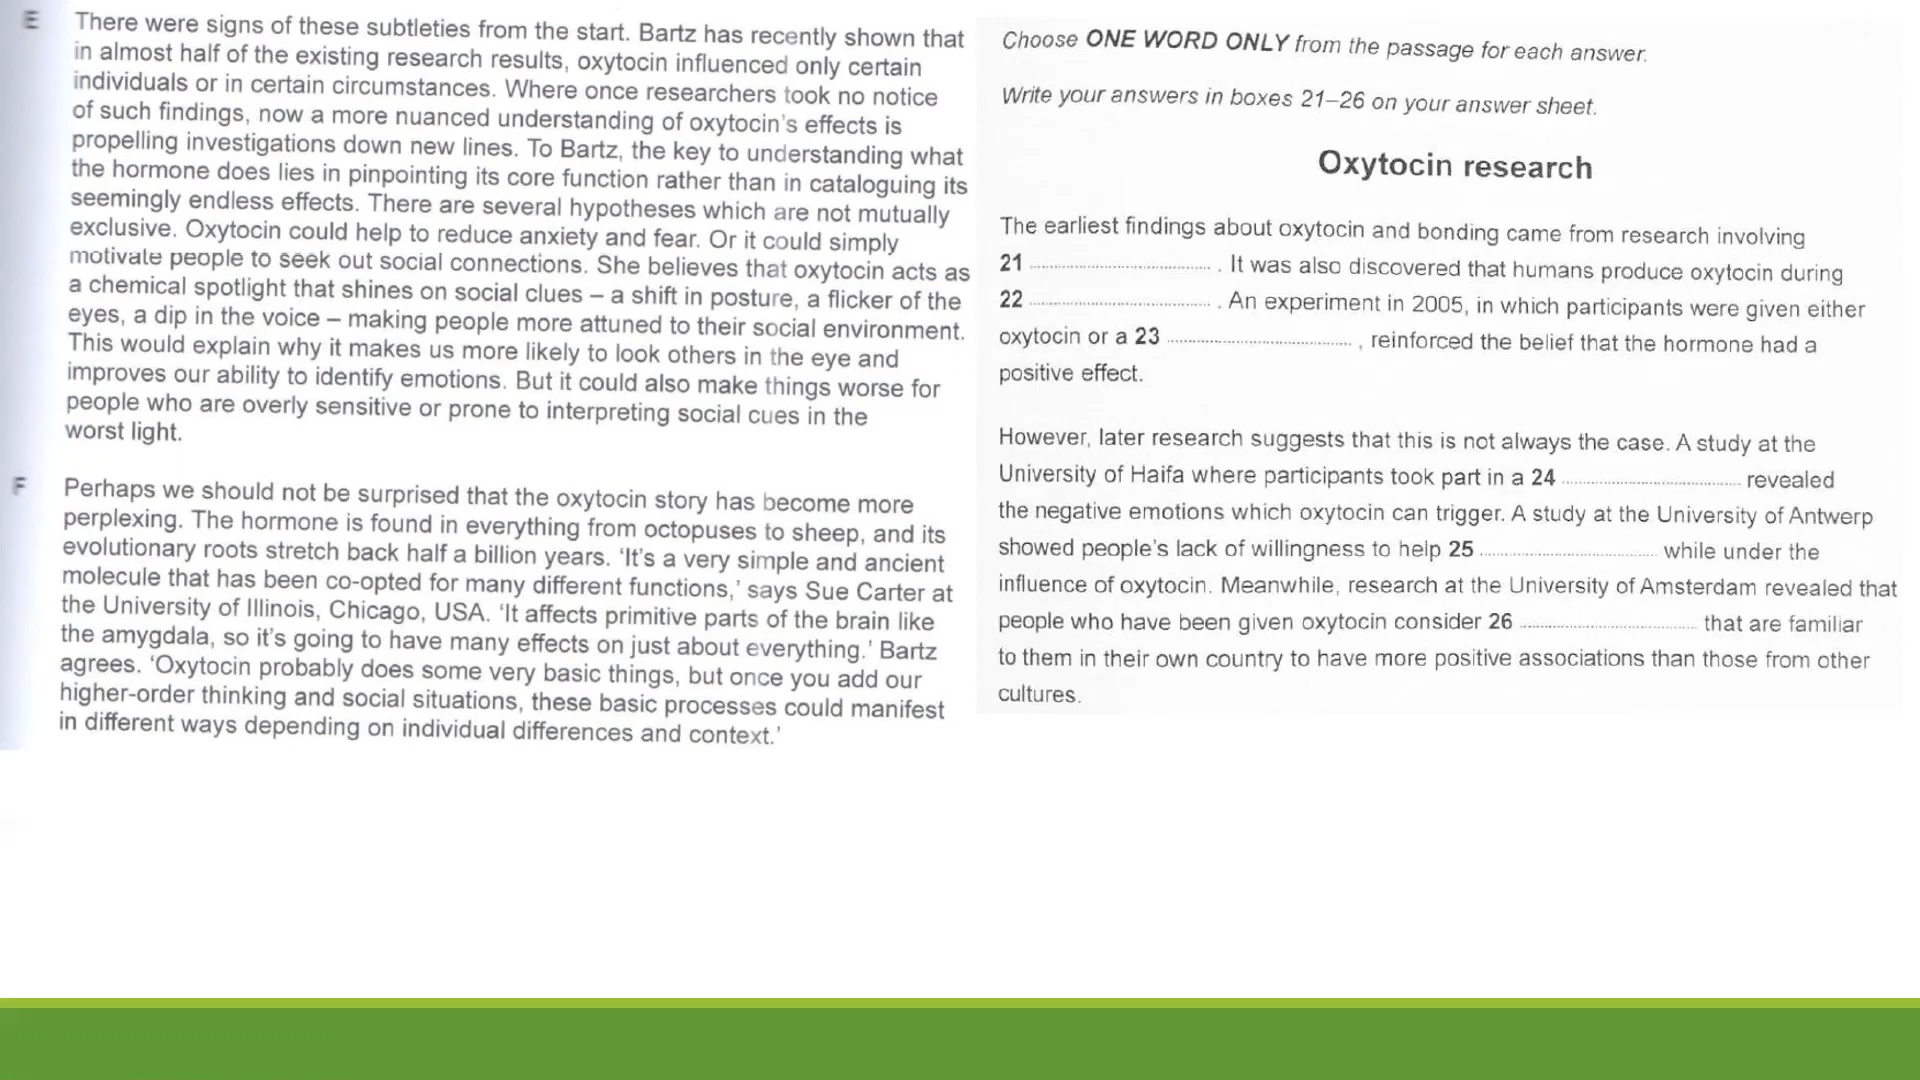 E
There were signs of these subtleties from the start. Bartz has recently shown that
in almost half of the existing research results, oxytocin influenced only certain
individuals or in certain circumstances. Where once researchers took no notice
of such findings, now a more nuanced understanding of oxytocin's effects is
propelling investigations down new lines. To Bartz, the key to understanding what
the hormone does lies in pinpointing its core function rather than in cataloguing its
seemingly endless effects. There are several hypotheses which are not mutually
exclusive. Oxytocin could help to reduce anxiety and fear. Or it could simply
motivate people to seek out social connections. She believes that oxytocin acts as
a chemical spotlight that shines on social clues – a shift in posture, a flicker of the
eyes, a dip in the voice – making people more attuned to their social environment.
This would explain why it makes us more likely to look others in the eye and
improves our ability to identify emotions. But it could also make things worse for
people who are overly sensitive or prone to interpreting social cues in the
worst light.
F
Perhaps we should not be surprised that the oxytocin story has become more
perplexing. The hormone is found in everything from octopuses to sheep, and its
evolutionary roots stretch back half a billion years. 'It's a very simple and ancient
molecule that has been co-opted for many different functions,' says Sue Carter at
the University of Illinois, Chicago, USA. 'It affects primitive parts of the brain like
the amygdala, so it's going to have many effects on just about everything.' Bartz
agrees. 'Oxytocin probably does some very basic things, but once you add our
higher-order thinking and social situations, these basic processes could manifest
in different ways depending on individual differences and context.'
Choose ONE WORD ONLY from the passage for each answer.
Write your answers in boxes 21–26 on your answer sheet.
Oxytocin research
The earliest findings about oxytocin and bonding came from research involving
21 .................................... . It was also discovered that humans produce oxytocin during
22 .................................... . An experiment in 2005, in which participants were given either
oxytocin or a 23 .................................... , reinforced the belief that the hormone had a
positive effect.
However, later research suggests that this is not always the case. A study at the
University of Haifa where participants took part in a 24 .................................... revealed
the negative emotions which oxytocin can trigger. A study at the University of Antwerp
showed people's lack of willingness to help 25 .................................... while under the
influence of oxytocin. Meanwhile, research at the University of Amsterdam revealed that
people who have been given oxytocin consider 26 .................................... that are familiar
to them in their own country to have more positive associations than those from other
cultures.